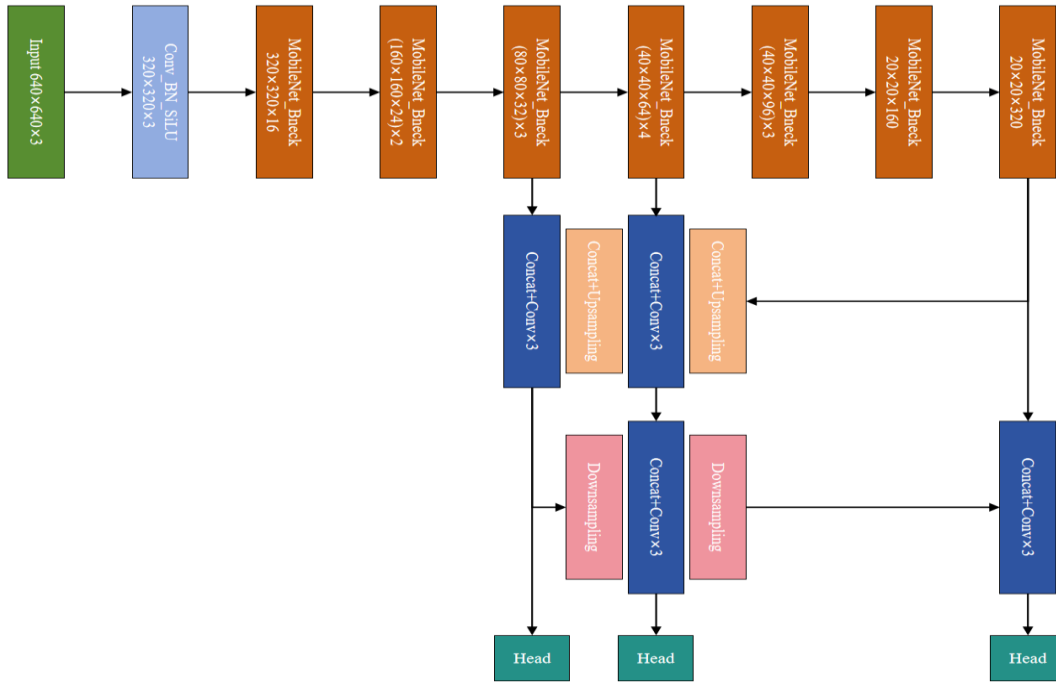 Input 640×640×3
Conv_BN_SiLU
320×320×3
MobileNet_Bneck
320×320×16
MobileNet_Bneck
(160×160×24)×2
MobileNet_Bneck
(80×80×32)×3
MobileNet_Bneck
(40×40×64)×4
MobileNet_Bneck
(40×40×96)×3
MobileNet_Bneck
20×20×160
MobileNet_Bneck
20×20×320
Concat+Conv×3
Concat+Upsampling
Concat+Conv×3
Concat+Upsampling
Downsampling
Concat+Conv×3
Downsampling
Concat+Conv×3
Head
Head
Head